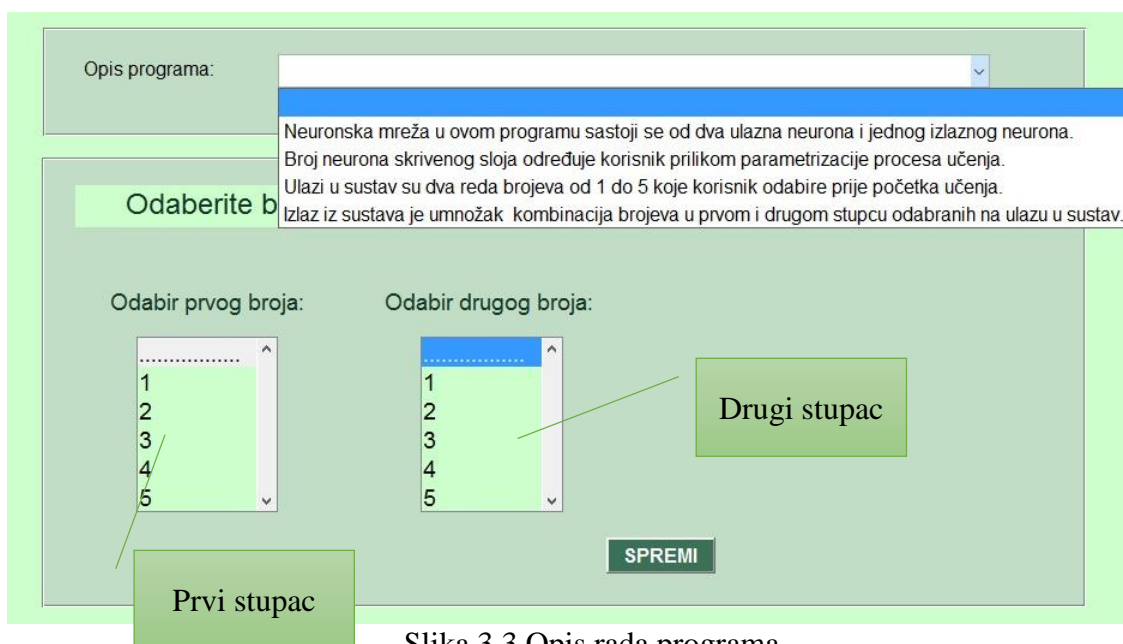 Opis programa:
Neuronska mreža u ovom programu sastoji se od dva ulazna neurona i jednog izlaznog neurona.
Broj neurona skrivenog sloja određuje korisnik prilikom parametrizacije procesa učenja.
Ulazi u sustav su dva reda brojeva od 1 do 5 koje korisnik odabire prije početka učenja.
Izlaz iz sustava je umnožak kombinacija brojeva u prvom i drugom stupcu odabranih na ulazu u sustav.
Odaberite b
Odabir prvog broja: Odabir drugog broja:
................. .................
1 1
2 2
3 3
4 4
5 5
Drugi stupac
SPREMI
Prvi stupac
Slika 3.3 Opis rada programa